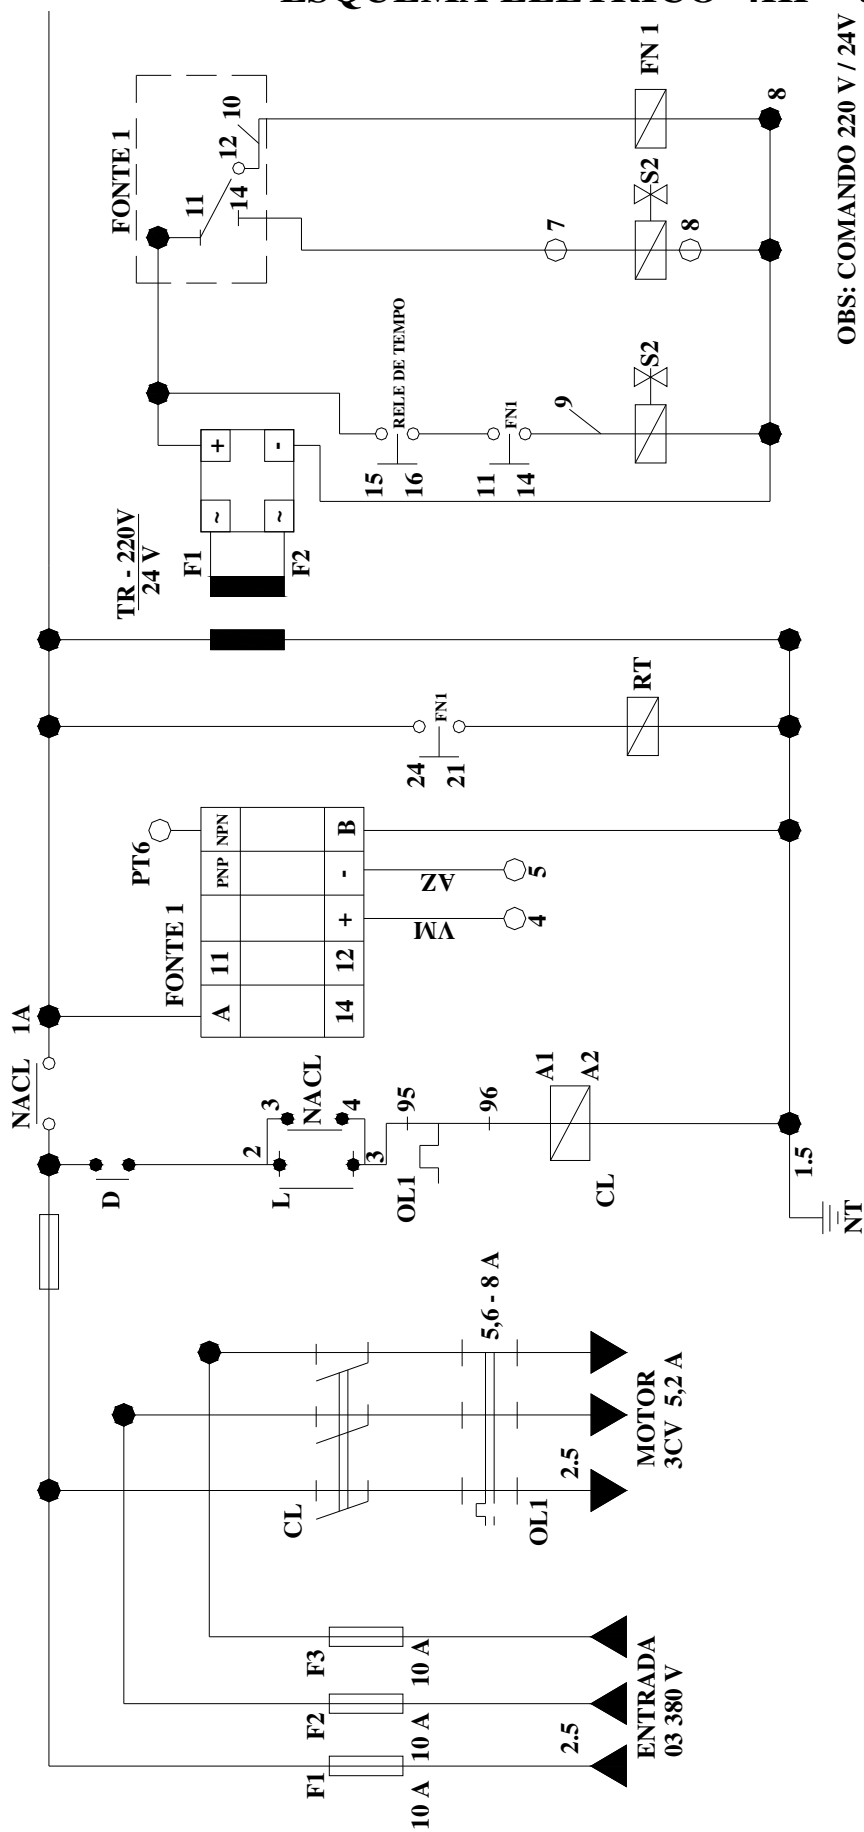 ESQUEMA ELETRICO
F1
10 A
F2
10 A
F3
10 A
2.5
ENTRADA
03 380 V
CL
OL1
5,6 - 8 A
2.5
MOTOR
3CV 5,2 A
D
NACL
1A
2
3
L
NACL
4
3
OL1
95
96
A1
A2
CL
1.5
NT
FONTE 1
PT6
A
11
PNP
NPN
14
12
+
-
B
VM
AZ
4
5
24
21
FN1
RT
TR - 220V
24 V
F1
F2
~
+
~
-
15
16
RELE DE TEMPO
11
14
FN1
9
S2
FONTE 1
11
12
10
14
7
S2
8
FN 1
8
OBS: COMANDO 220 V / 24V